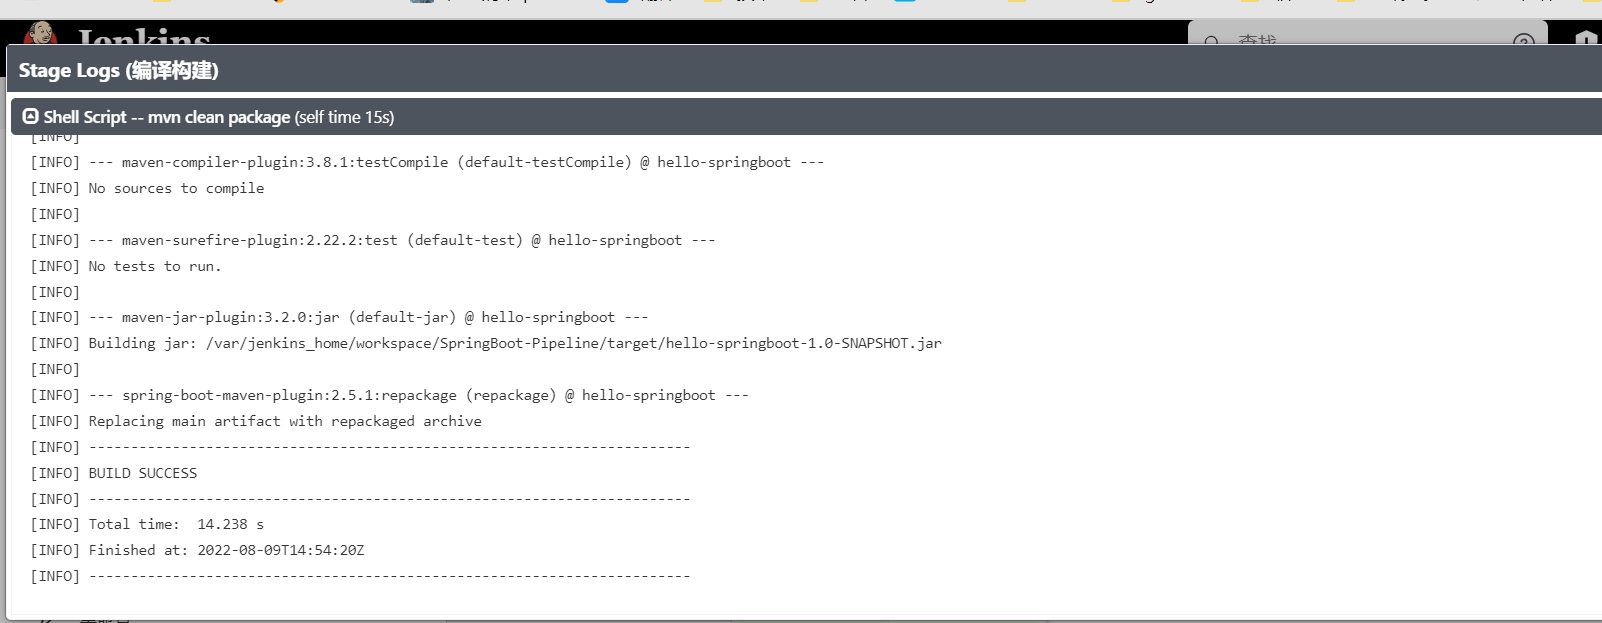 Jenkins
查找
Stage Logs (编译构建)
Shell Script -- mvn clean package (self time 15s)
[INFO]
[INFO] --- maven-compiler-plugin:3.8.1:testCompile (default-testCompile) @ hello-springboot ---
[INFO] No sources to compile
[INFO]
[INFO] --- maven-surefire-plugin:2.22.2:test (default-test) @ hello-springboot ---
[INFO] No tests to run.
[INFO]
[INFO] --- maven-jar-plugin:3.2.0:jar (default-jar) @ hello-springboot ---
[INFO] Building jar: /var/jenkins_home/workspace/SpringBoot-Pipeline/target/hello-springboot-1.0-SNAPSHOT.jar
[INFO]
[INFO] --- spring-boot-maven-plugin:2.5.1:repackage (repackage) @ hello-springboot ---
[INFO] Replacing main artifact with repackaged archive
[INFO] ------------------------------------------------------------------------
[INFO] BUILD SUCCESS
[INFO] ------------------------------------------------------------------------
[INFO] Total time:  14.238 s
[INFO] Finished at: 2022-08-09T14:54:20Z
[INFO] ------------------------------------------------------------------------